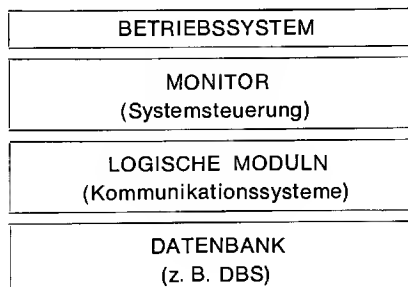 BETRIEBSSYSTEM
MONITOR
(Systemsteuerung)
LOGISCHE MODULN
(Kommunikationssysteme)
DATENBANK
(z. B. DBS)